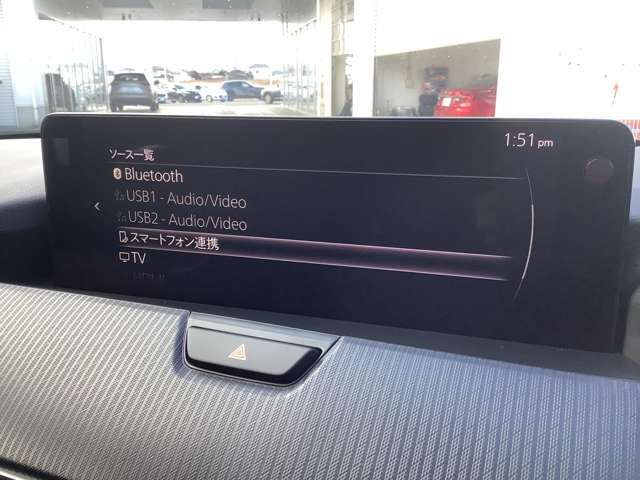 1:51 pm
ソース一覧
Bluetooth
USB1 - Audio/Video
USB2 - Audio/Video
スマートフォン連携
TV